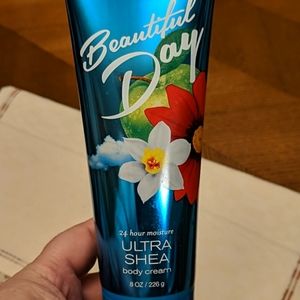 Beautiful
Day
24 hour moisture
ULTRA
SHEA
body cream
8 OZ / 226 g